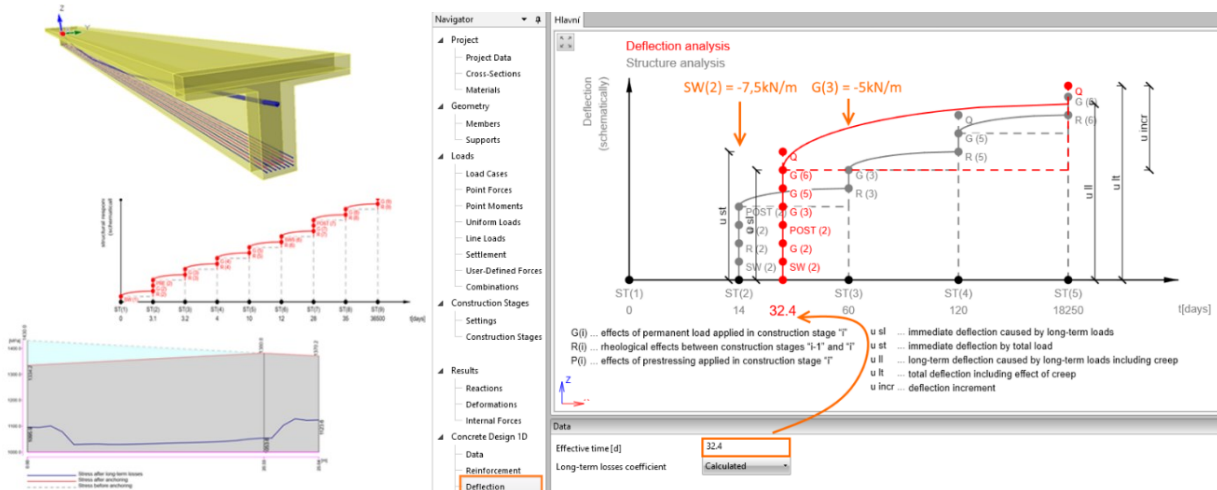 Z
Y
structural respon
(schematicall
ST(1)
ST(2)
ST(3)
ST(4)
ST(5)
ST(6)
ST(7)
ST(8)
ST(9)
0
3.1
3.2
4
10
12
28
35
36500
t[days]
Stress after long-term losses
Stress after anchoring
Stress before anchoring
Navigator
Project
Project Data
Cross-Sections
Materials
Geometry
Members
Supports
Loads
Load Cases
Point Forces
Point Moments
Uniform Loads
Line Loads
Settlement
User-Defined Forces
Combinations
Construction Stages
Settings
Construction Stages
Results
Reactions
Deformations
Internal Forces
Concrete Design 1D
Data
Reinforcement
Deflection
Hlavní
Deflection analysis
Structure analysis
SW(2) = -7,5kN/m
G(3) = -5kN/m
Deflection
(schematically)
u st
u sl
POST (2)
R (2)
SW (2)
Q
G (6)
G (5)
G (3)
POST (2)
G (2)
SW (2)
G (3)
R (3)
Q
G (5)
R (5)
Q
R (6)
u ll
u lt
u incr
ST(1)
ST(2)
ST(3)
ST(4)
ST(5)
0
14
32.4
60
120
18250
t[days]
G(i) ... effects of permanent load applied in construction stage "i"
R(i) ... rheological effects between construction stages "i-1" and "i"
P(i) ... effects of prestressing applied in construction stage "i"
u sl ... immediate deflection caused by long-term loads
u st ... immediate deflection by total load
u ll ... long-term deflection caused by long-term loads including creep
u lt ... total deflection including effect of creep
u incr ... deflection increment
Z
Data
Effective time [d]
32.4
Long-term losses coefficient
Calculated